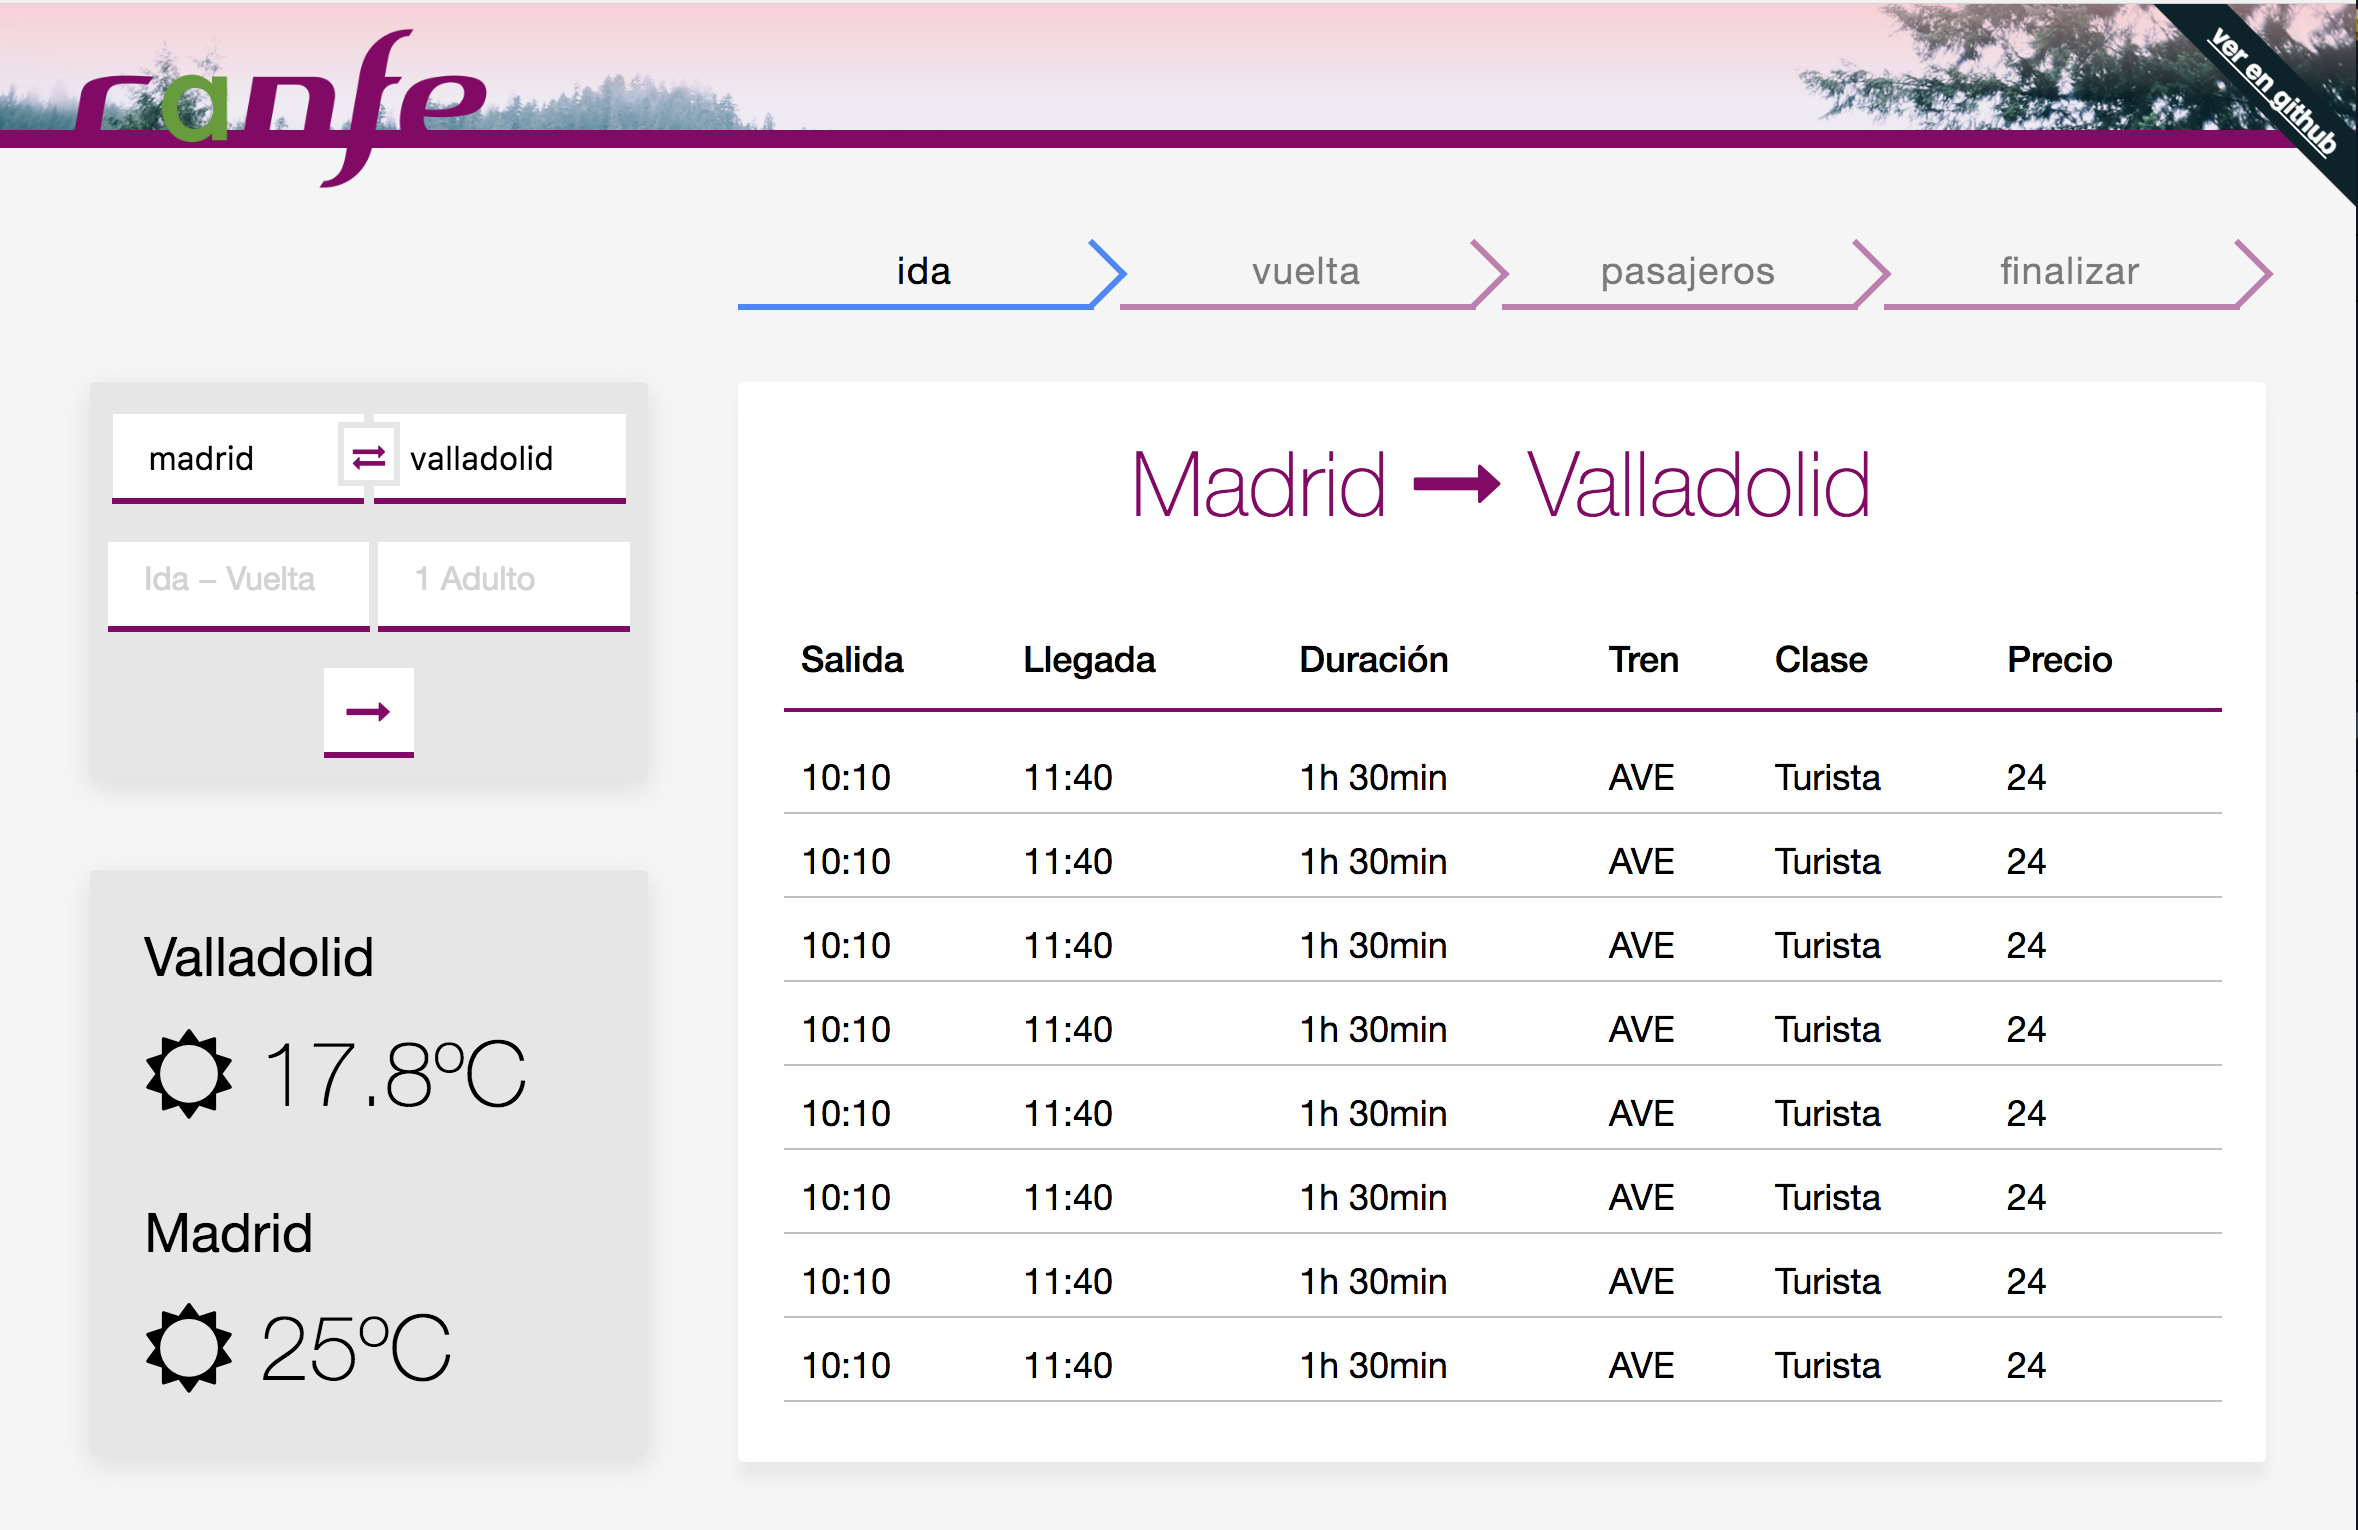 ranfe
ver en github
ida vuelta pasajeros finalizar
madrid valladolid
Ida – Vuelta 1 Adulto
Valladolid
17.8ºC
Madrid
25ºC
Madrid Valladolid
Salida Llegada Duración Tren Clase Precio
10:10 11:40 1h 30min AVE Turista 24
10:10 11:40 1h 30min AVE Turista 24
10:10 11:40 1h 30min AVE Turista 24
10:10 11:40 1h 30min AVE Turista 24
10:10 11:40 1h 30min AVE Turista 24
10:10 11:40 1h 30min AVE Turista 24
10:10 11:40 1h 30min AVE Turista 24
10:10 11:40 1h 30min AVE Turista 24